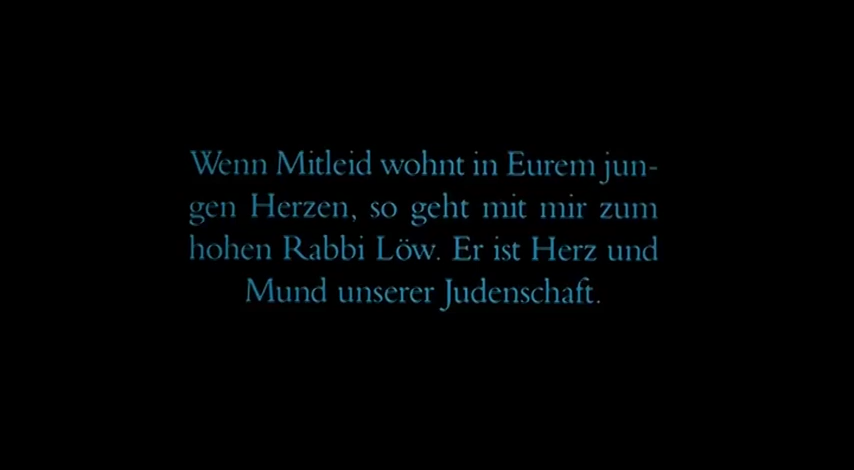 Wenn Mitleid wohnt in Eurem jun-
gen Herzen, so geht mit mir zum
hohen Rabbi Löw. Er ist Herz und
Mund unserer Judenschaft.